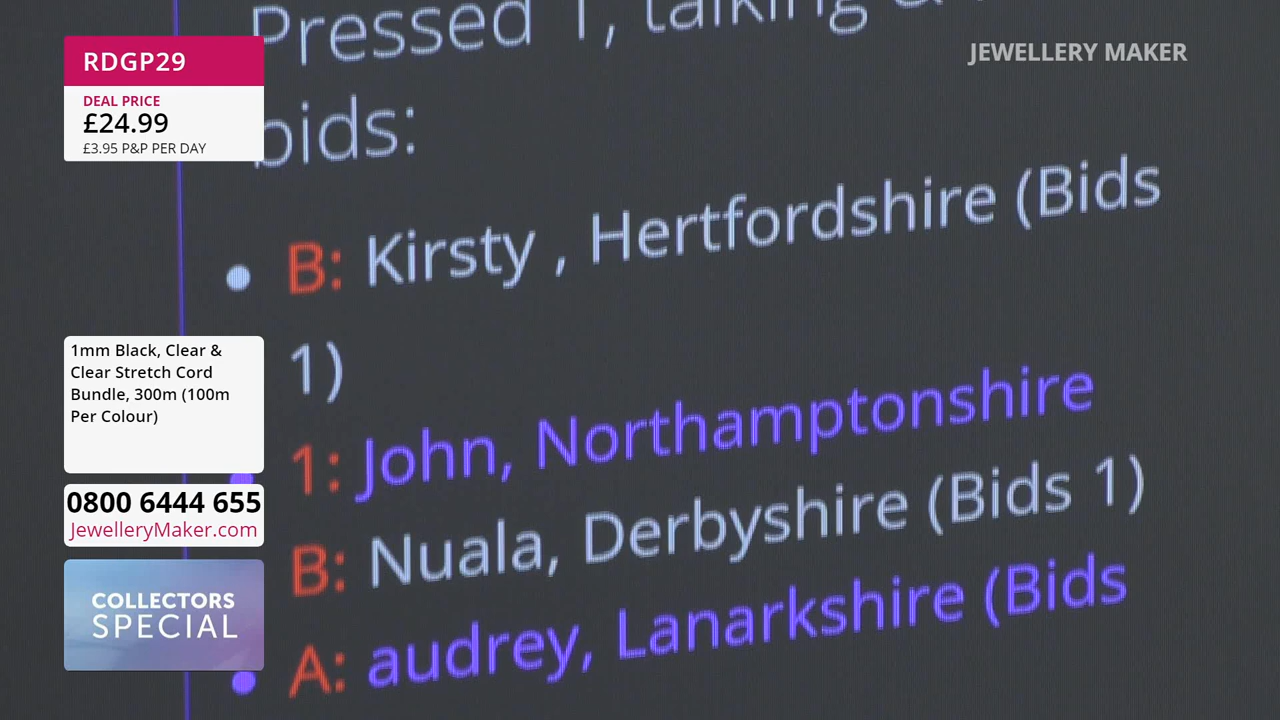 RDGP29
DEAL PRICE
£24.99
£3.95 P&P PER DAY
JEWELLERY MAKER
Pressed 1, talking &
bids:
B: Kirsty , Hertfordshire (Bids
1)
1: John, Northamptonshire
B: Nuala, Derbyshire (Bids 1)
A: audrey, Lanarkshire (Bids
1mm Black, Clear &
Clear Stretch Cord
Bundle, 300m (100m
Per Colour)
0800 6444 655
JewelleryMaker.com
COLLECTORS
SPECIAL